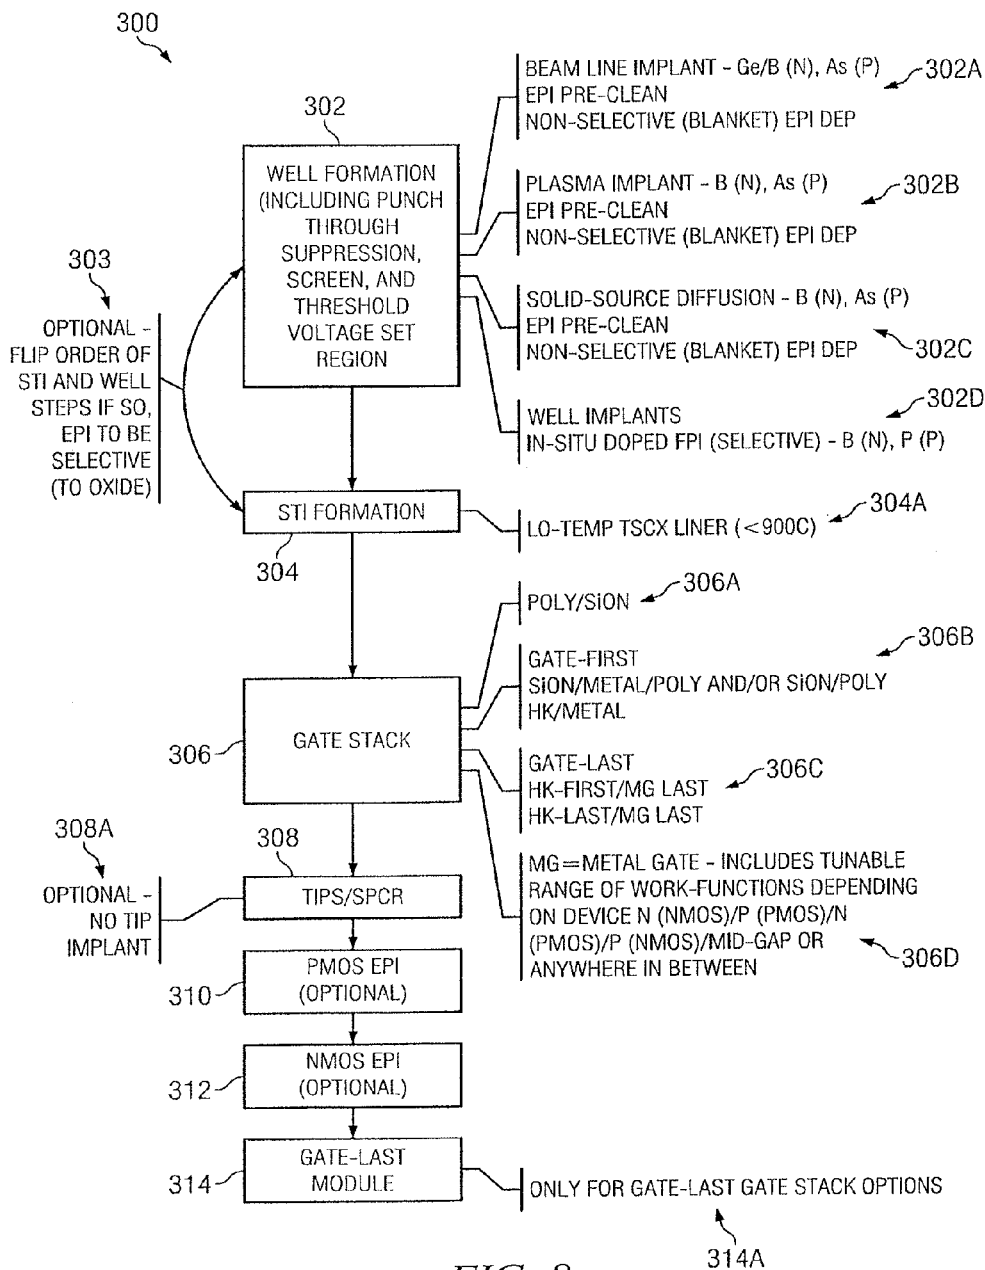 300
302
WELL FORMATION
(INCLUDING PUNCH
THROUGH
SUPPRESSION,
SCREEN, AND
THRESHOLD
VOLTAGE SET
REGION
BEAM LINE IMPLANT - Ge/B (N), As (P)
EPI PRE-CLEAN
NON-SELECTIVE (BLANKET) EPI DEP
302A
PLASMA IMPLANT - B (N), As (P)
EPI PRE-CLEAN
NON-SELECTIVE (BLANKET) EPI DEP
302B
SOLID-SOURCE DIFFUSION - B (N), As (P)
EPI PRE-CLEAN
NON-SELECTIVE (BLANKET) EPI DEP
302C
WELL IMPLANTS
IN-SITU DOPED FPI (SELECTIVE) - B (N), P (P)
302D
303
OPTIONAL -
FLIP ORDER OF
STI AND WELL
STEPS IF SO,
EPI TO BE
SELECTIVE
(TO OXIDE)
STI FORMATION
304
LO-TEMP TSCX LINER (<900C)
304A
GATE STACK
306
POLY/SiON
306A
GATE-FIRST
SiON/METAL/POLY AND/OR SiON/POLY
HK/METAL
306B
GATE-LAST
HK-FIRST/MG LAST
HK-LAST/MG LAST
306C
MG=METAL GATE - INCLUDES TUNABLE
RANGE OF WORK-FUNCTIONS DEPENDING
ON DEVICE N (NMOS)/P (PMOS)/N
(PMOS)/P (NMOS)/MID-GAP OR
ANYWHERE IN BETWEEN
306D
308
TIPS/SPCR
308A
OPTIONAL -
NO TIP
IMPLANT
PMOS EPI
(OPTIONAL)
310
NMOS EPI
(OPTIONAL)
312
GATE-LAST
MODULE
314
ONLY FOR GATE-LAST GATE STACK OPTIONS
314A